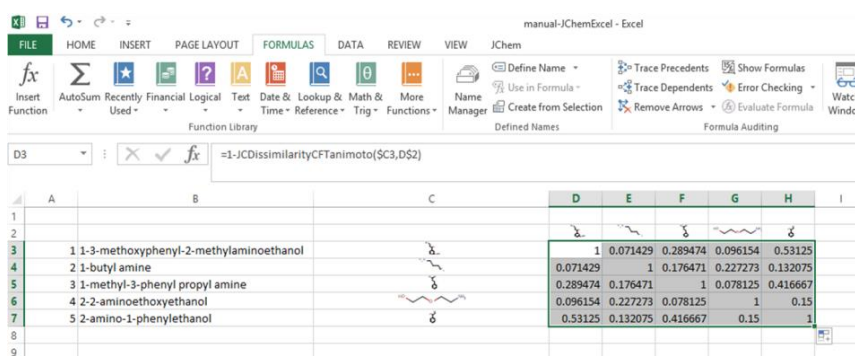 manual-JChemExcel - Excel
FILE HOME INSERT PAGE LAYOUT FORMULAS DATA REVIEW VIEW JChem
fx Σ ? A θ
Insert Function AutoSum Recently Used Financial Logical Text Date & Time Lookup & Reference Math & Trig More Functions
Function Library
Name Manager
Define Name
Use in Formula
Create from Selection
Defined Names
Trace Precedents Show Formulas
Trace Dependents Error Checking
Remove Arrows Evaluate Formula
Formula Auditing
D3 fx =1-JCDissimilarityCFTanimoto($C3,D$2)
A B C D E F G H I
1
2
3 1 1-3-methoxyphenyl-2-methylaminoethanol 1 0.071429 0.289474 0.096154 0.53125
4 2 1-butyl amine 0.071429 1 0.176471 0.227273 0.132075
5 3 1-methyl-3-phenyl propyl amine 0.289474 0.176471 1 0.078125 0.416667
6 4 2-2-aminoethoxyethanol 0.096154 0.227273 0.078125 1 0.15
7 5 2-amino-1-phenylethanol 0.53125 0.132075 0.416667 0.15 1
8
9